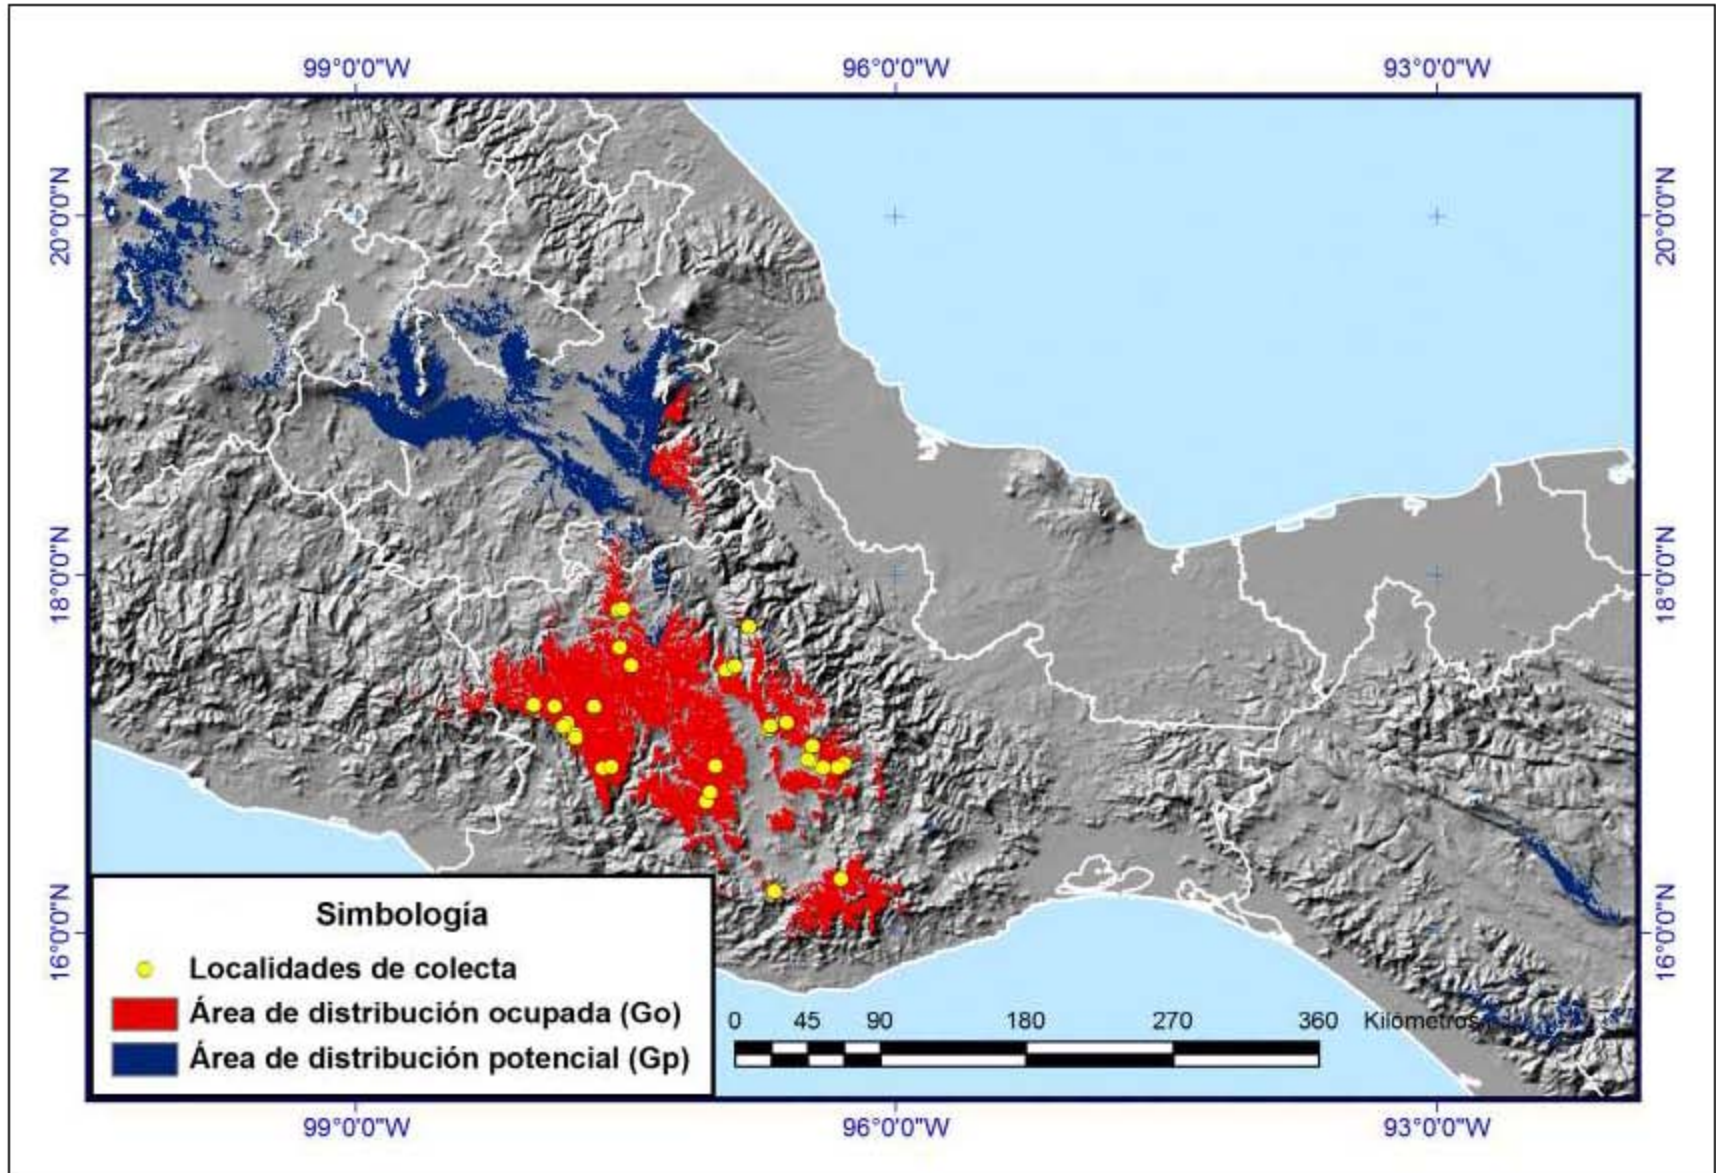 99°0'0"W 96°0'0"W 93°0'0"W
20°0'0"N 20°0'0"N
18°0'0"N 18°0'0"N
16°0'0"N 16°0'0"N
Simbología
Localidades de colecta
Área de distribución ocupada (Go)
Área de distribución potencial (Gp)
0 45 90 180 270 360 Kilómetros
99°0'0"W 96°0'0"W 93°0'0"W